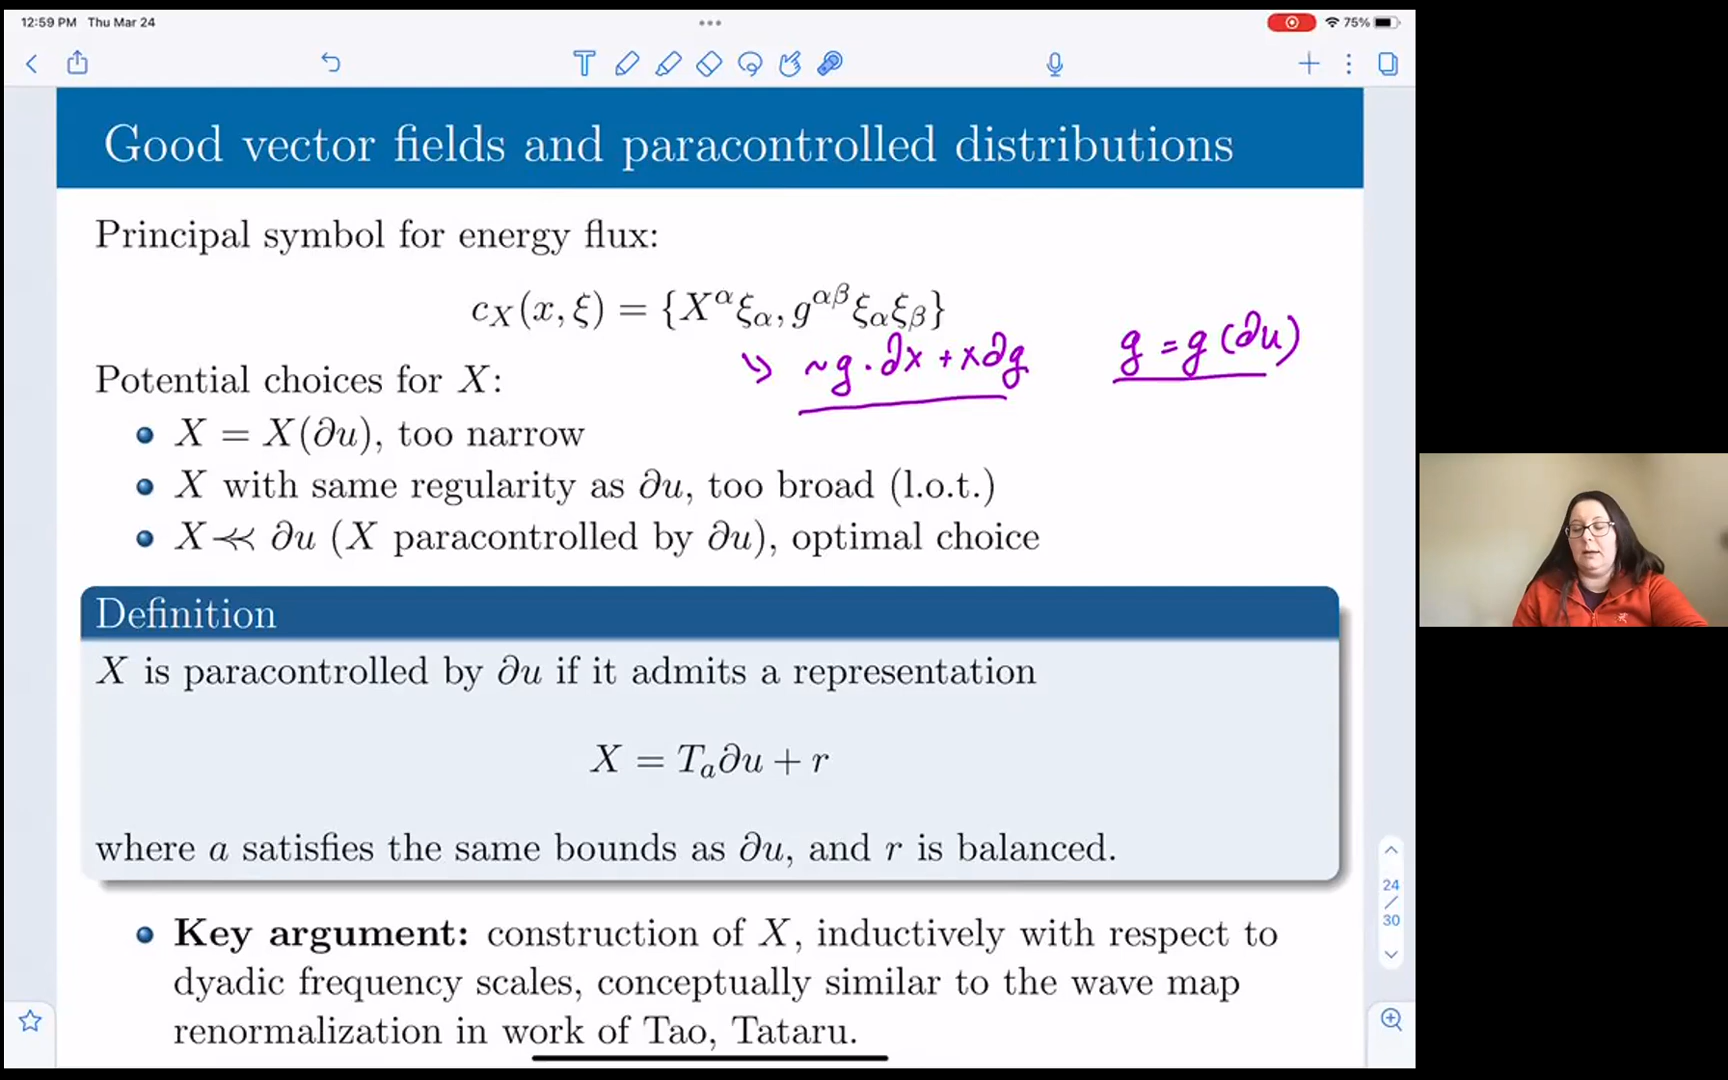 12:59 PM Thu Mar 24
75%
Good vector fields and paracontrolled distributions
Principal symbol for energy flux:
c_X(x, ξ) = {X^α ξ_α, g^{αβ} ξ_α ξ_β}
↳ ~g·∂x + x∂g
g = g(∂u)
Potential choices for X:
X = X(∂u), too narrow
X with same regularity as ∂u, too broad (l.o.t.)
X ⪻ ∂u (X paracontrolled by ∂u), optimal choice
Definition
X is paracontrolled by ∂u if it admits a representation
X = T_a ∂u + r
where a satisfies the same bounds as ∂u, and r is balanced.
24
/
30
Key argument: construction of X, inductively with respect to
dyadic frequency scales, conceptually similar to the wave map
renormalization in work of Tao, Tataru.